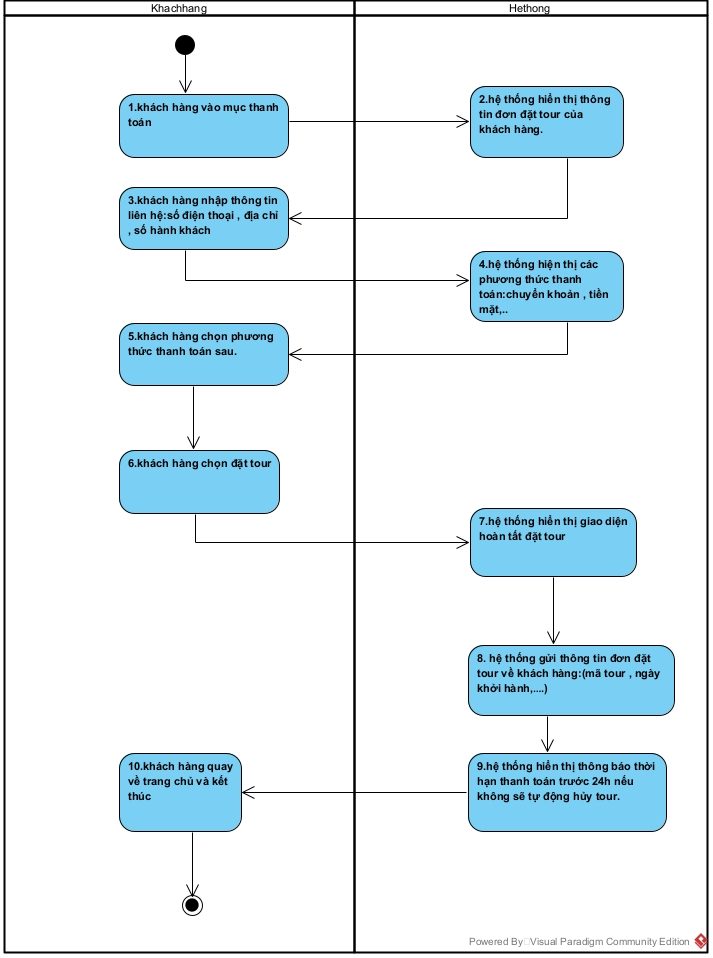 Khachhang
Hethong
1.khách hàng vào mục thanh
toán
2.hệ thống hiển thị thông
tin đơn đặt tour của
khách hàng.
3.khách hàng nhập thông tin
liên hệ:số điện thoại , địa chỉ
, số hành khách
4.hệ thống hiện thị các
phương thức thanh
toán:chuyển khoản , tiền
mặt,..
5.khách hàng chọn phương
thức thanh toán sau.
6.khách hàng chọn đặt tour
7.hệ thống hiển thị giao diện
hoàn tất đặt tour
8. hệ thống gửi thông tin đơn đặt
tour về khách hàng:(mã tour , ngày
khởi hành,....)
9.hệ thống hiển thị thông báo thời
hạn thanh toán trước 24h nếu
không sẽ tự động hủy tour.
10.khách hàng quay
về trang chủ và kết
thúc
Powered By Visual Paradigm Community Edition